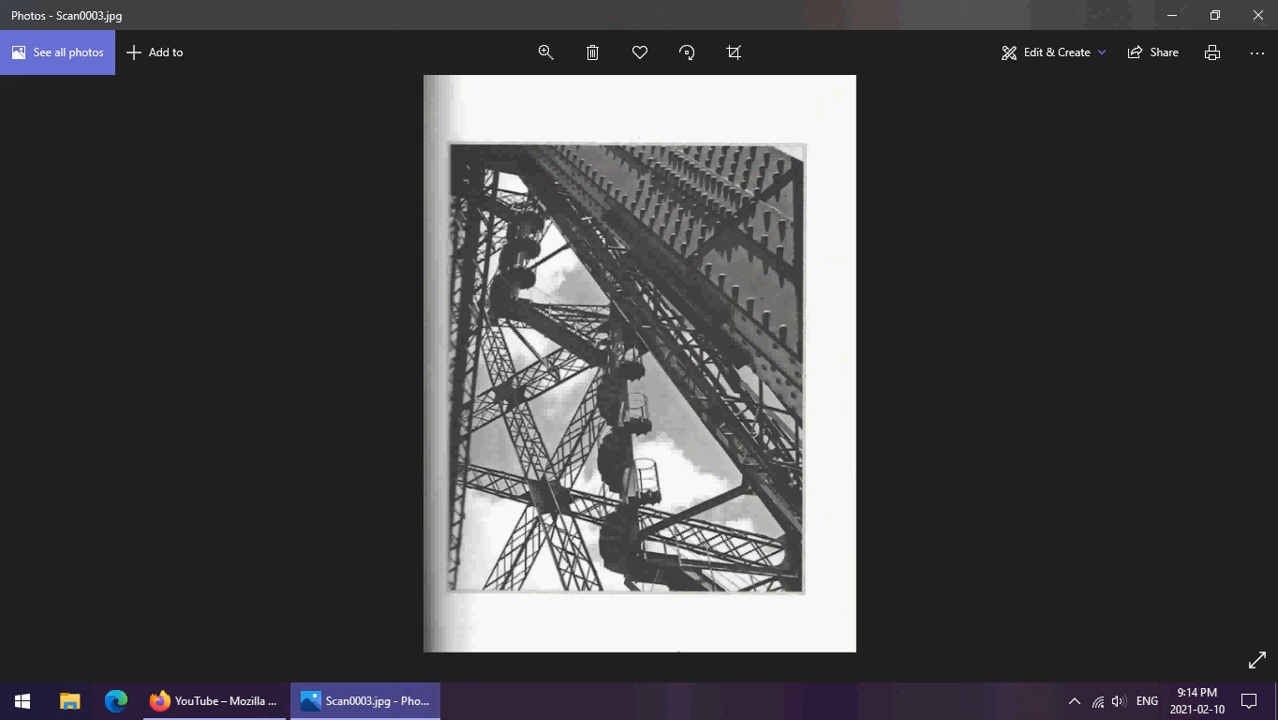 Photos - Scan0003.jpg
See all photos
Add to
Edit & Create
Share
YouTube – Mozilla ...
Scan0003.jpg - Pho...
ENG
9:14 PM
2021-02-10